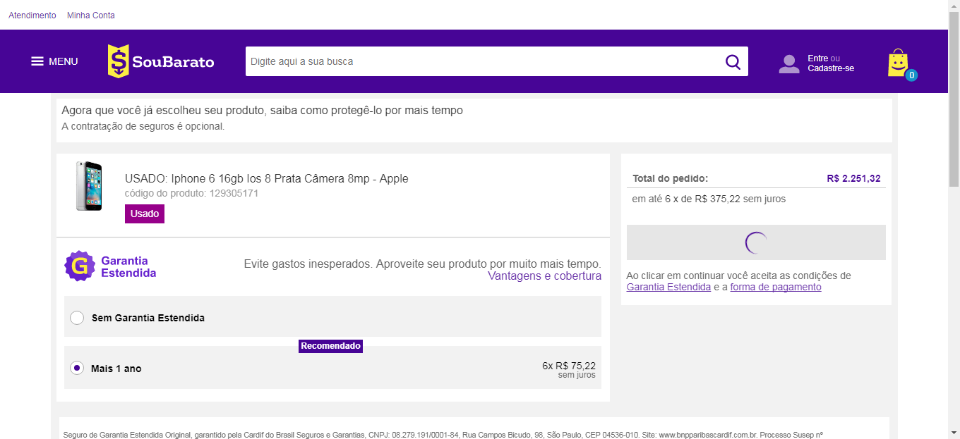 Atendimento Minha Conta
MENU SouBarato Digite aqui a sua busca Entre ou
Cadastre-se
0
Agora que você já escolheu seu produto, saiba como protegê-lo por mais tempo
A contratação de seguros é opcional.
USADO: Iphone 6 16gb Ios 8 Prata Câmera 8mp - Apple
código do produto: 129305171
Usado
Total do pedido: R$ 2.251,32
em até 6 x de R$ 375,22 sem juros
Ao clicar em continuar você aceita as condições de
Garantia Estendida e a forma de pagamento
G Garantia
Estendida
Evite gastos inesperados. Aproveite seu produto por muito mais tempo.
Vantagens e cobertura
Sem Garantia Estendida
Recomendado
Mais 1 ano 6x R$ 75,22
sem juros
Seguro de Garantia Estendida Original, garantido pela Cardif do Brasil Seguros e Garantias, CNPJ: 08.279.191/0001-84, Rua Campos Bicudo, 98, São Paulo, CEP 04536-010. Site: www.bnpparibascardif.com.br. Processo Susep nº